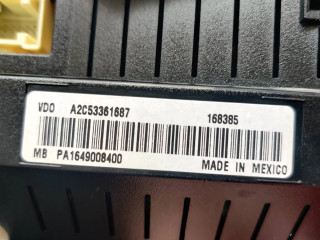 VDO A2C53361687 168385
MB PA1649008400 MADE IN MEXICO